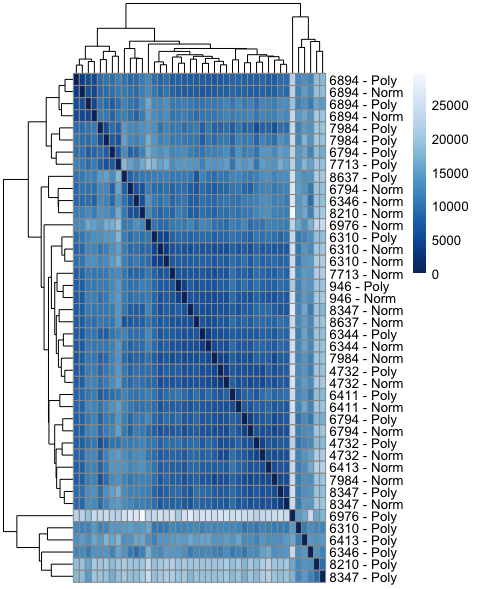 6894 - Poly
6894 - Norm
6894 - Poly
6894 - Norm
7984 - Poly
7984 - Poly
6794 - Poly
7713 - Poly
8637 - Poly
6794 - Norm
6346 - Norm
8210 - Norm
6976 - Norm
6310 - Poly
6310 - Norm
6310 - Norm
7713 - Norm
946 - Poly
946 - Norm
8347 - Norm
8637 - Norm
6344 - Poly
6344 - Norm
7984 - Norm
4732 - Poly
4732 - Norm
6411 - Poly
6411 - Norm
6794 - Poly
6794 - Norm
4732 - Poly
4732 - Norm
6413 - Norm
7984 - Norm
8347 - Poly
8347 - Norm
6976 - Poly
6310 - Poly
6413 - Poly
6346 - Poly
8210 - Poly
8347 - Poly
25000
20000
15000
10000
5000
0